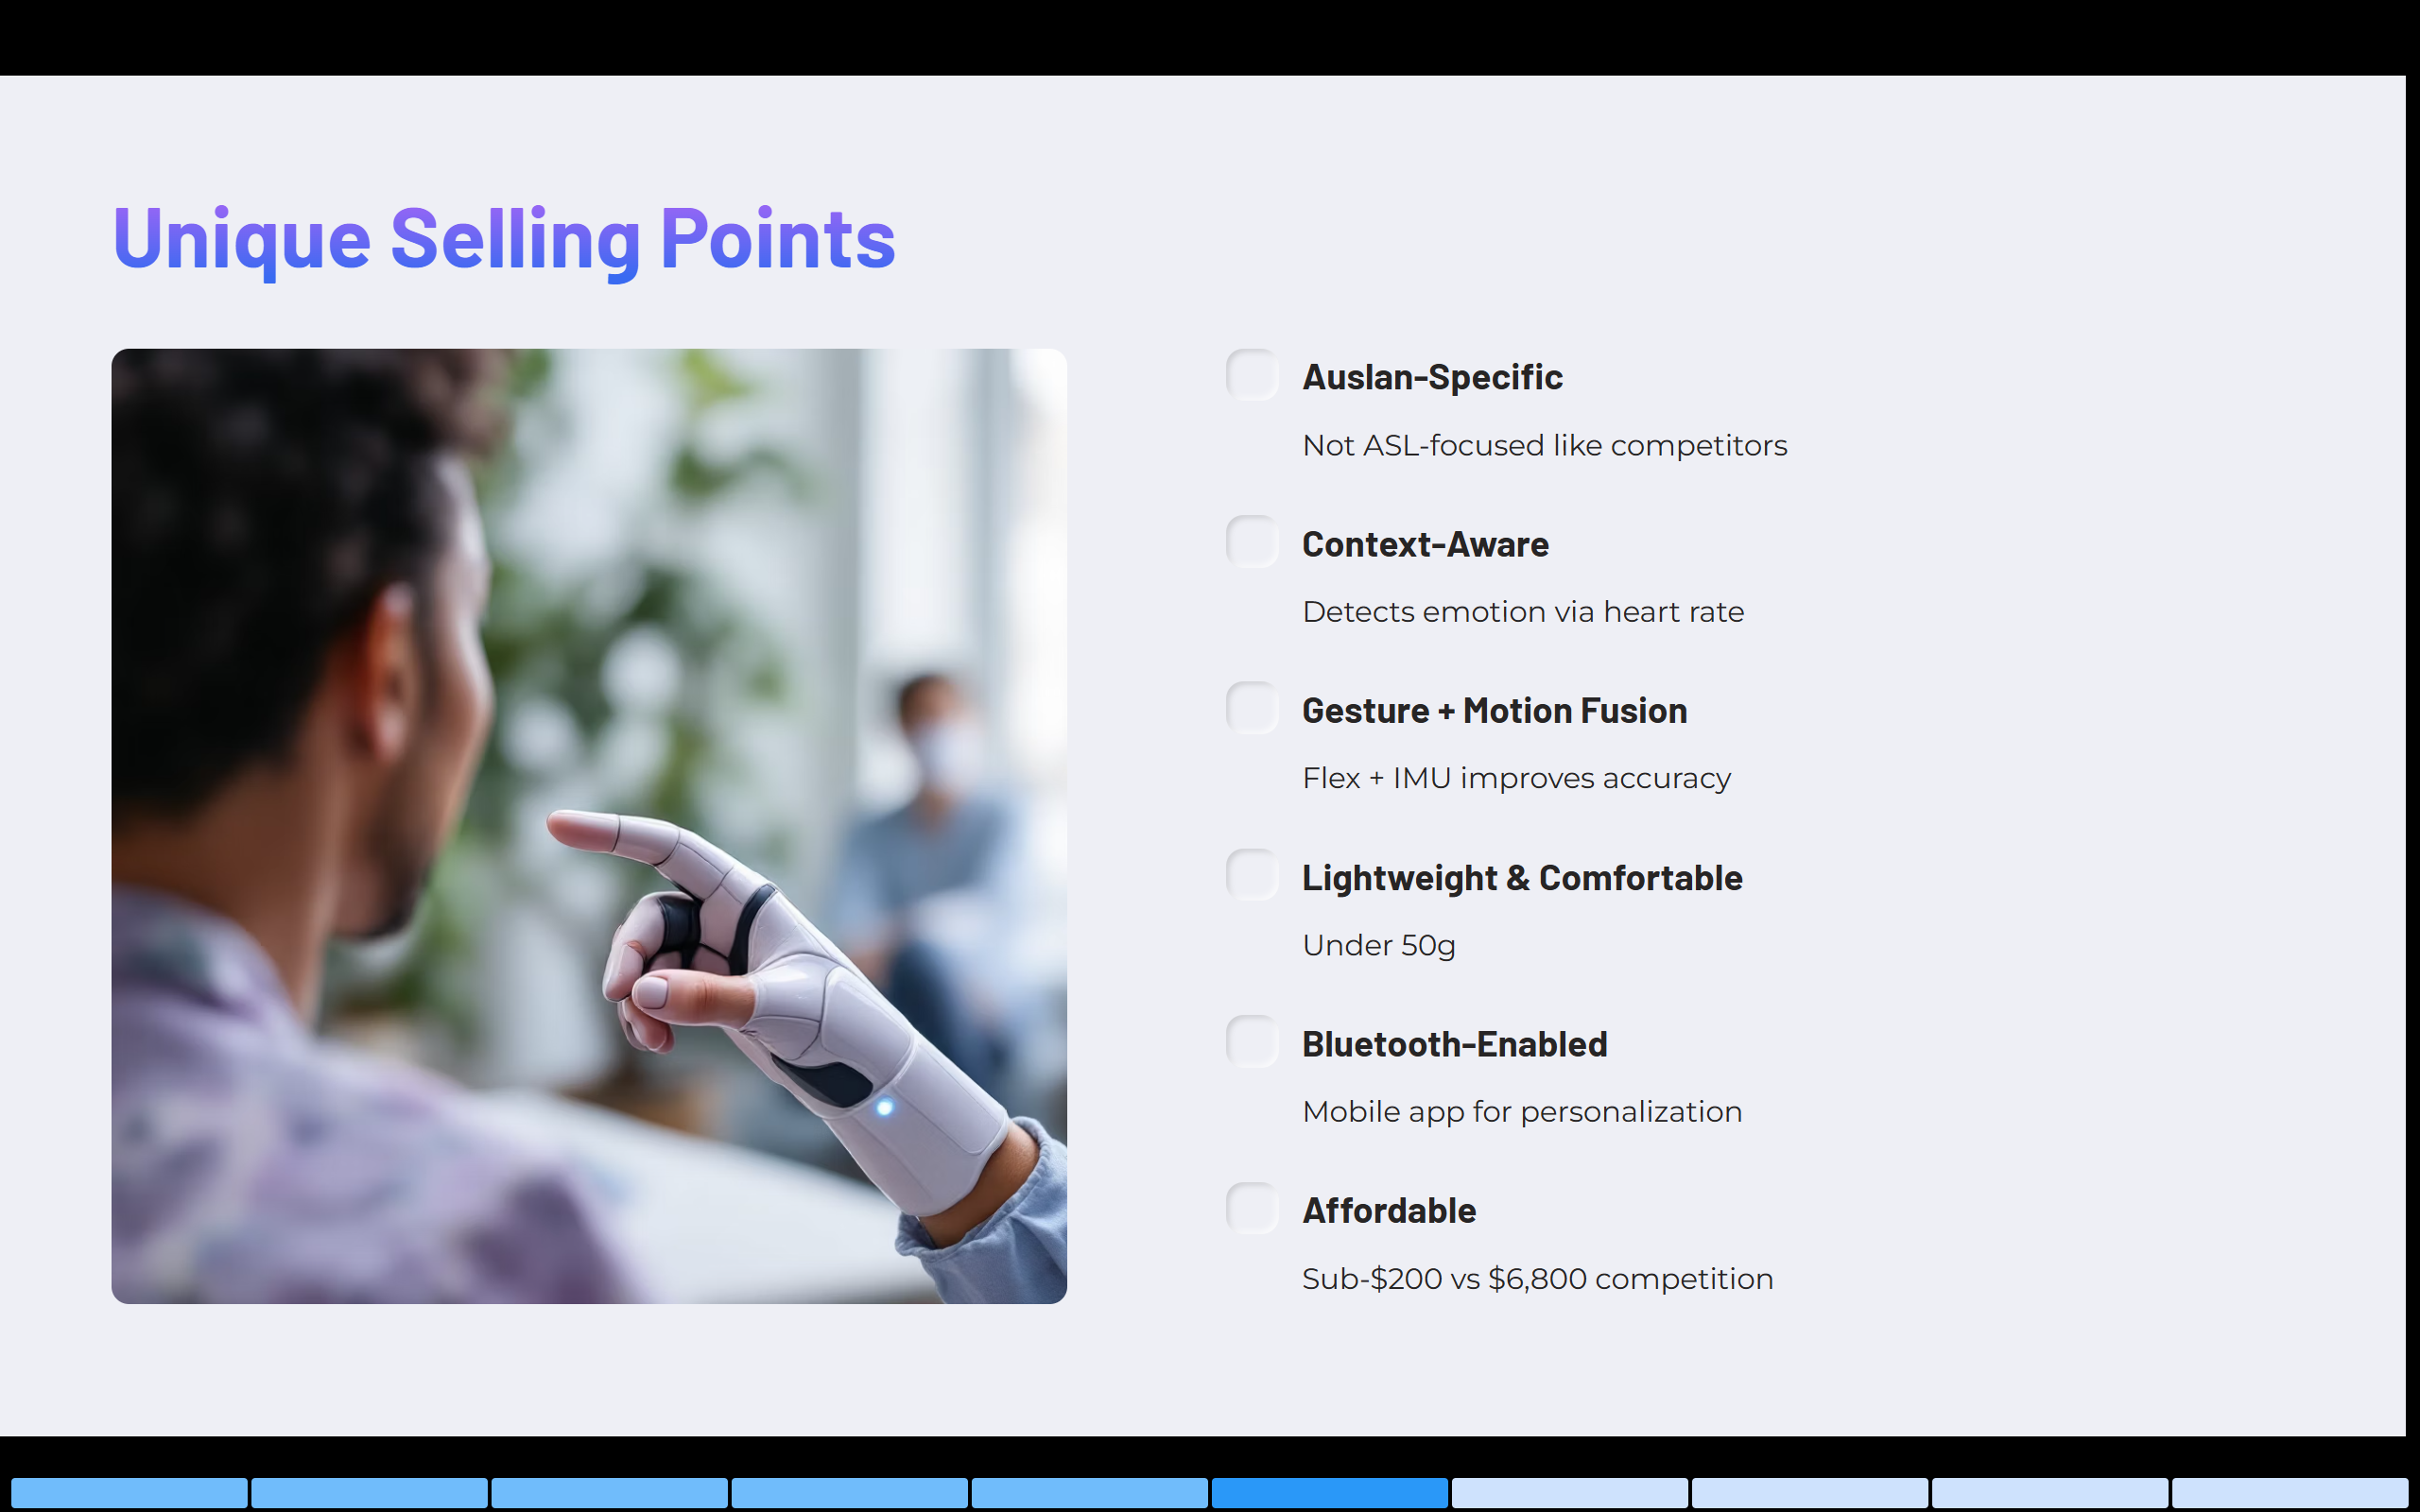 Unique Selling Points
Auslan-Specific
Not ASL-focused like competitors
Context-Aware
Detects emotion via heart rate
Gesture + Motion Fusion
Flex + IMU improves accuracy
Lightweight & Comfortable
Under 50g
Bluetooth-Enabled
Mobile app for personalization
Affordable
Sub-$200 vs $6,800 competition